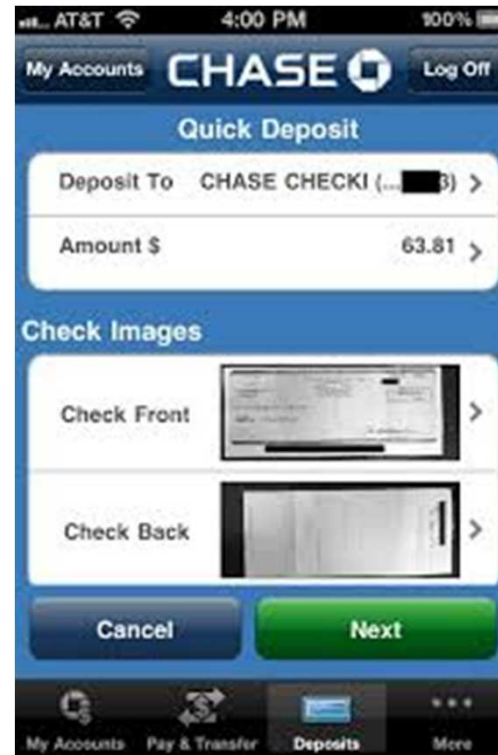 AT&T 4:00 PM 100%
My Accounts CHASE Log Off
Quick Deposit
Deposit To CHASE CHECKI (... 3)
Amount $ 63.81
Check Images
Check Front
Check Back
Cancel Next
My Accounts Pay & Transfer Deposits More